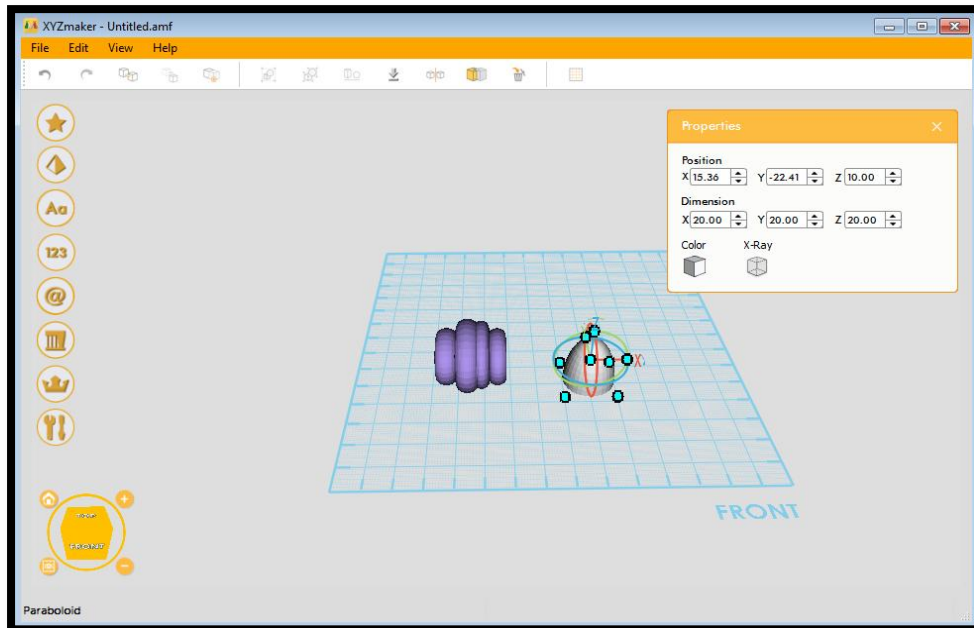 XYZmaker - Untitled.amf
File Edit View Help
Aa
123
@
Properties
Position
X 15.36 Y -22.41 Z 10.00
Dimension
X 20.00 Y 20.00 Z 20.00
Color X-Ray
Z
X
FRONT
TOP
FRONT
Paraboloid